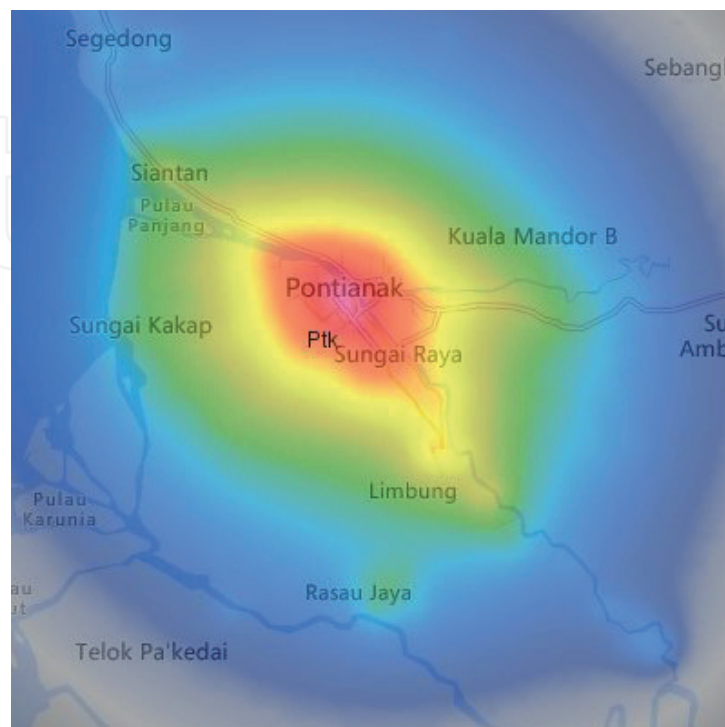 Segedong
Sebang
Siantan
Pulau
Panjang
Kuala Mandor B
Pontianak
Sungai Kakap
Ptk
Sungai Raya
Su
Amb
Limbung
Pulau
Karunia
Rasau Jaya
au
ut
Telok Pa'kedai